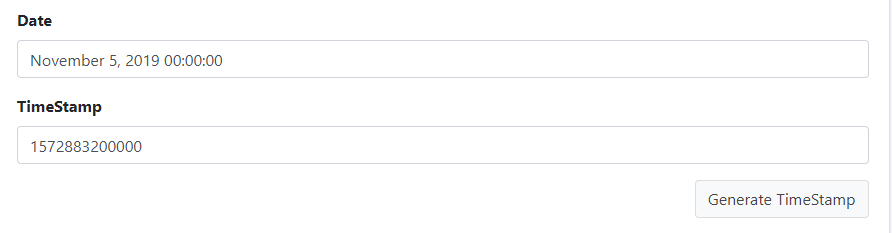 Date
November 5, 2019 00:00:00
TimeStamp
1572883200000
Generate TimeStamp